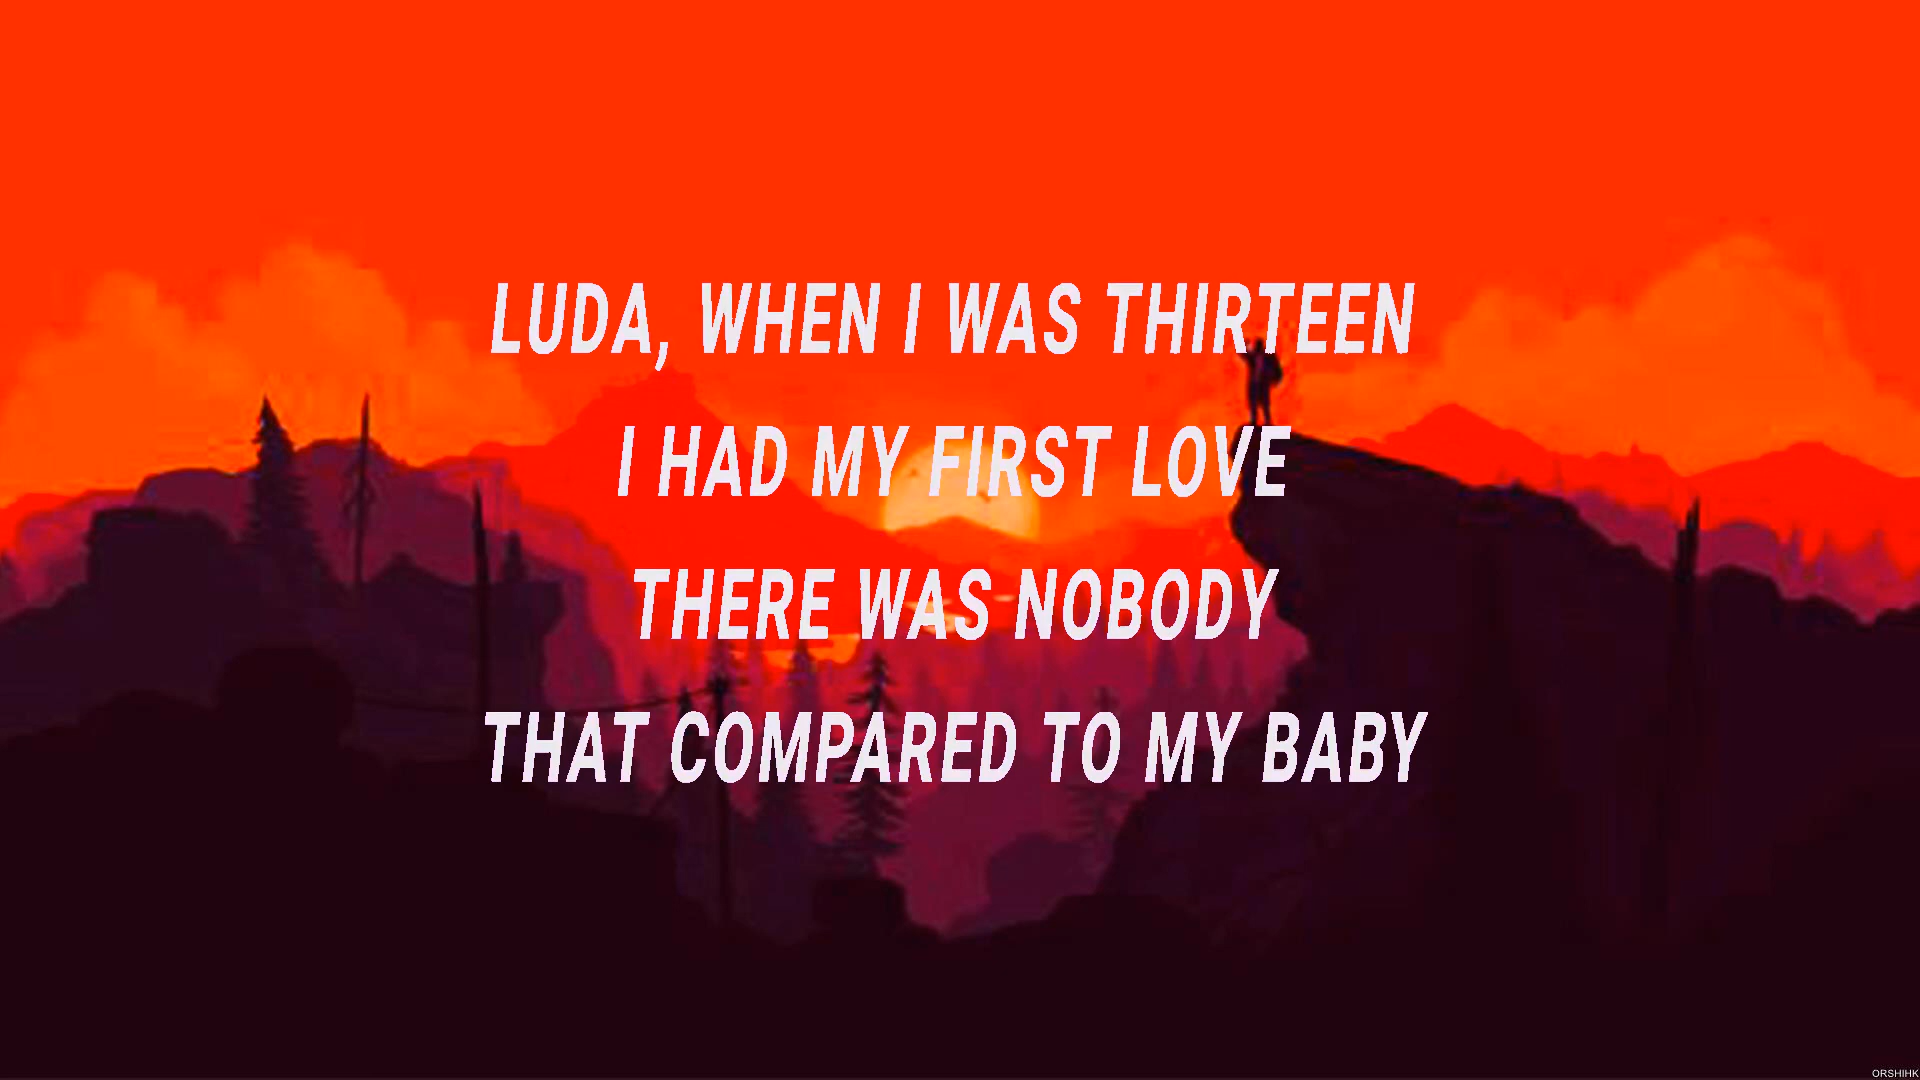 LUDA, WHEN I WAS THIRTEEN
I HAD MY FIRST LOVE
THERE WAS NOBODY
THAT COMPARED TO MY BABY
ORSHIHK